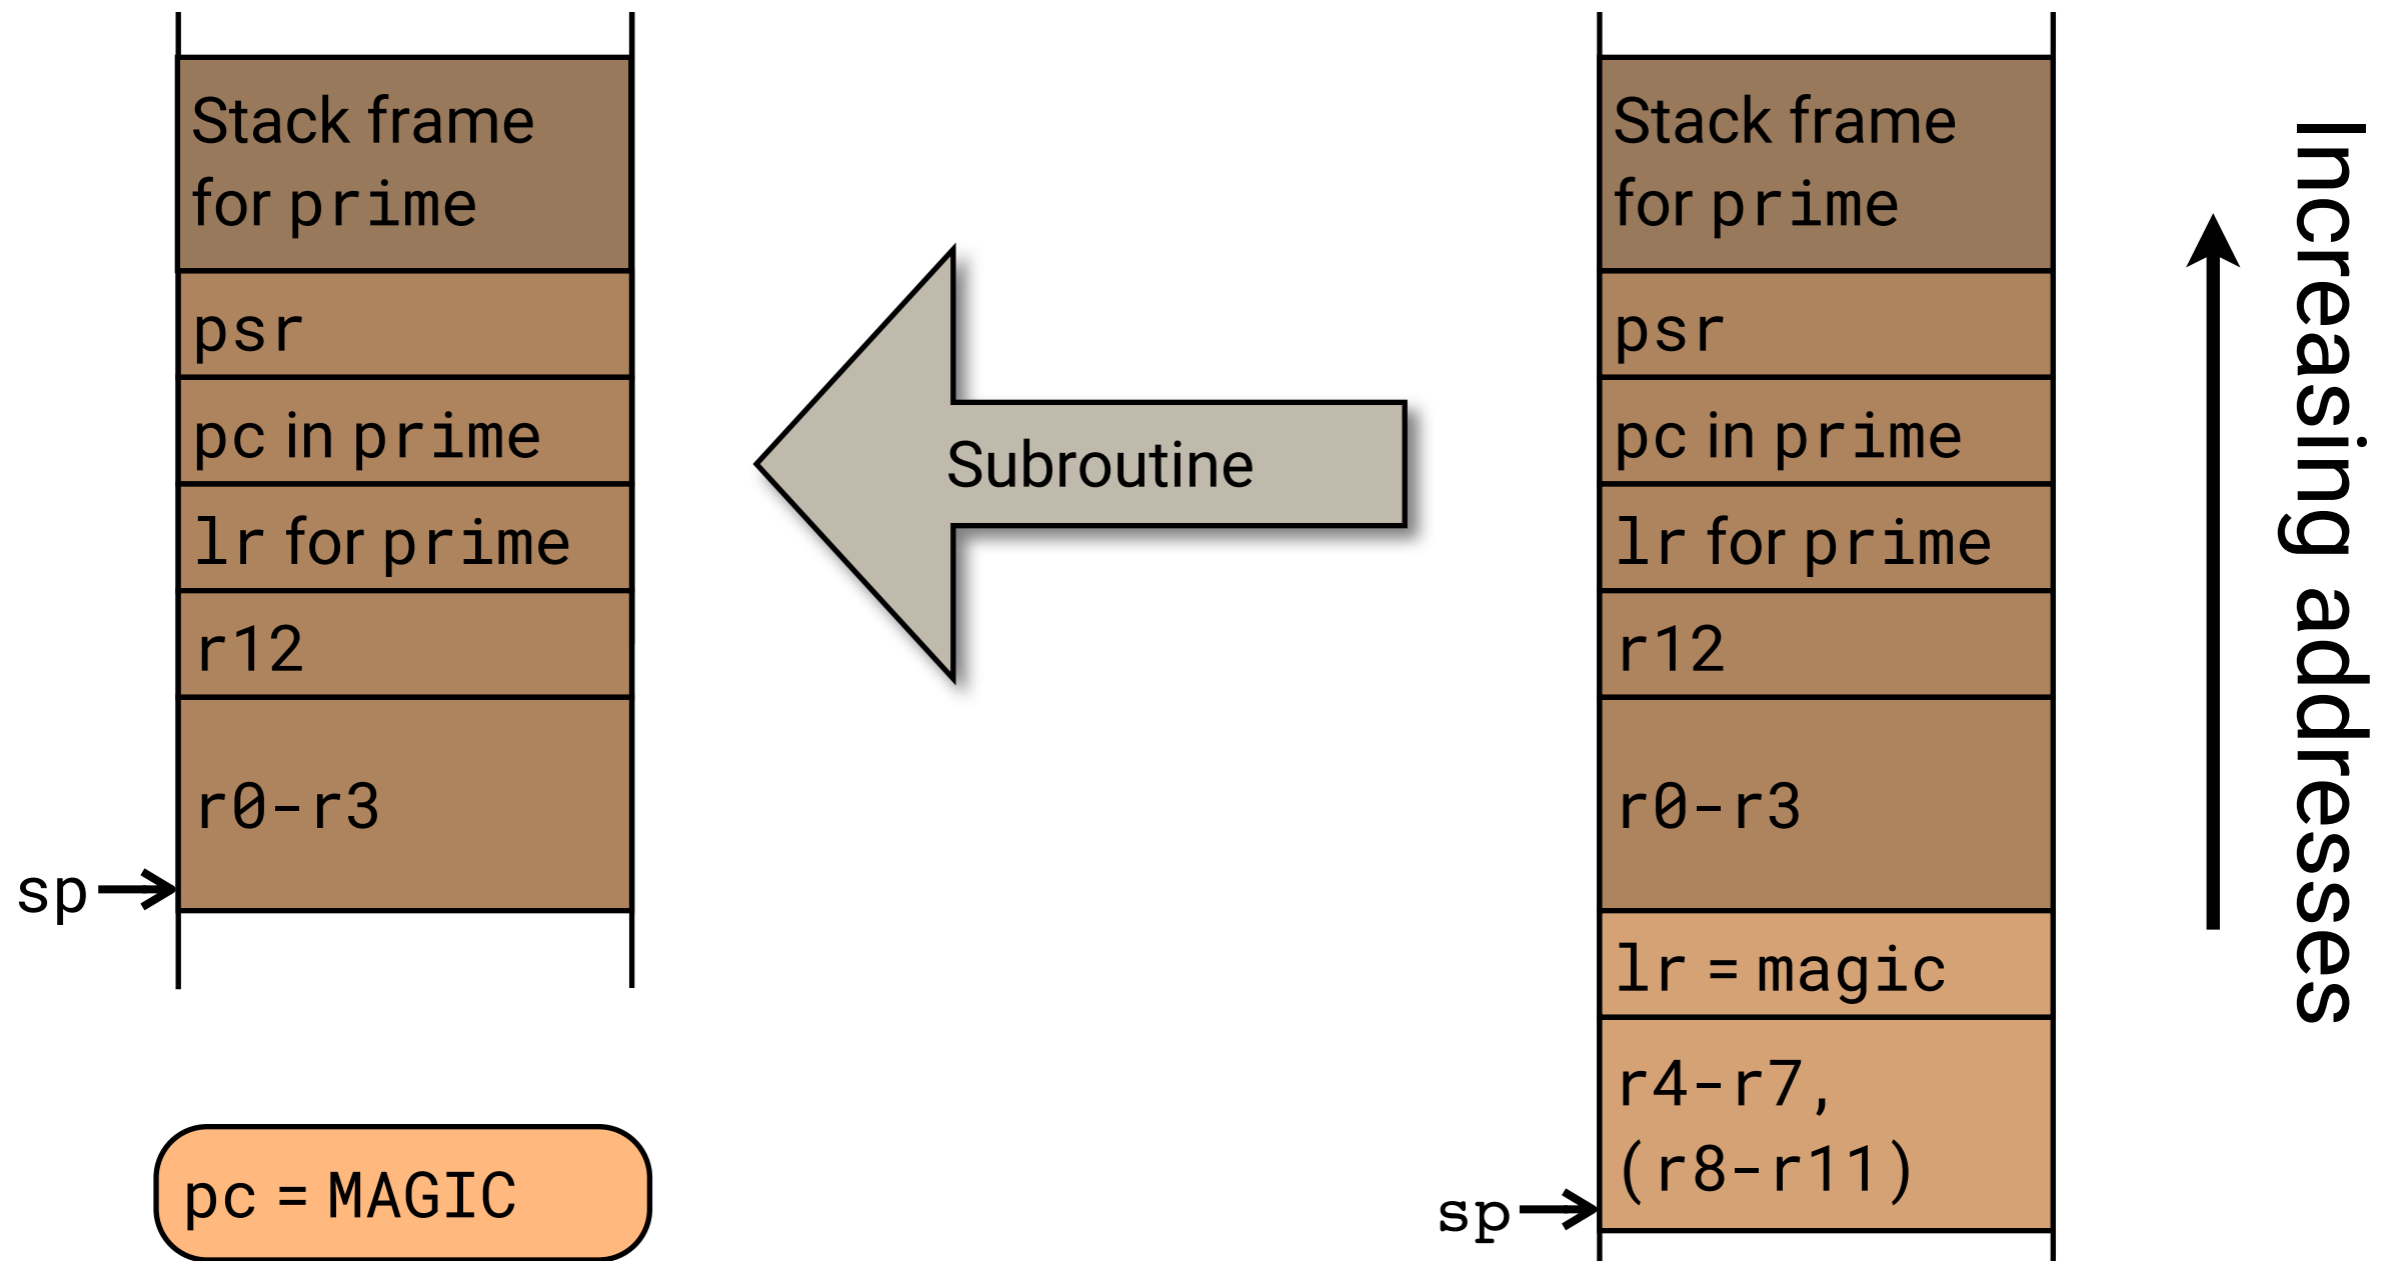 Stack frame
for prime
psr
pc in prime
lr for prime
r12
r0-r3
sp
pc = MAGIC
Subroutine
Stack frame
for prime
psr
pc in prime
lr for prime
r12
r0-r3
lr = magic
r4-r7,
(r8-r11)
sp
Increasing addresses